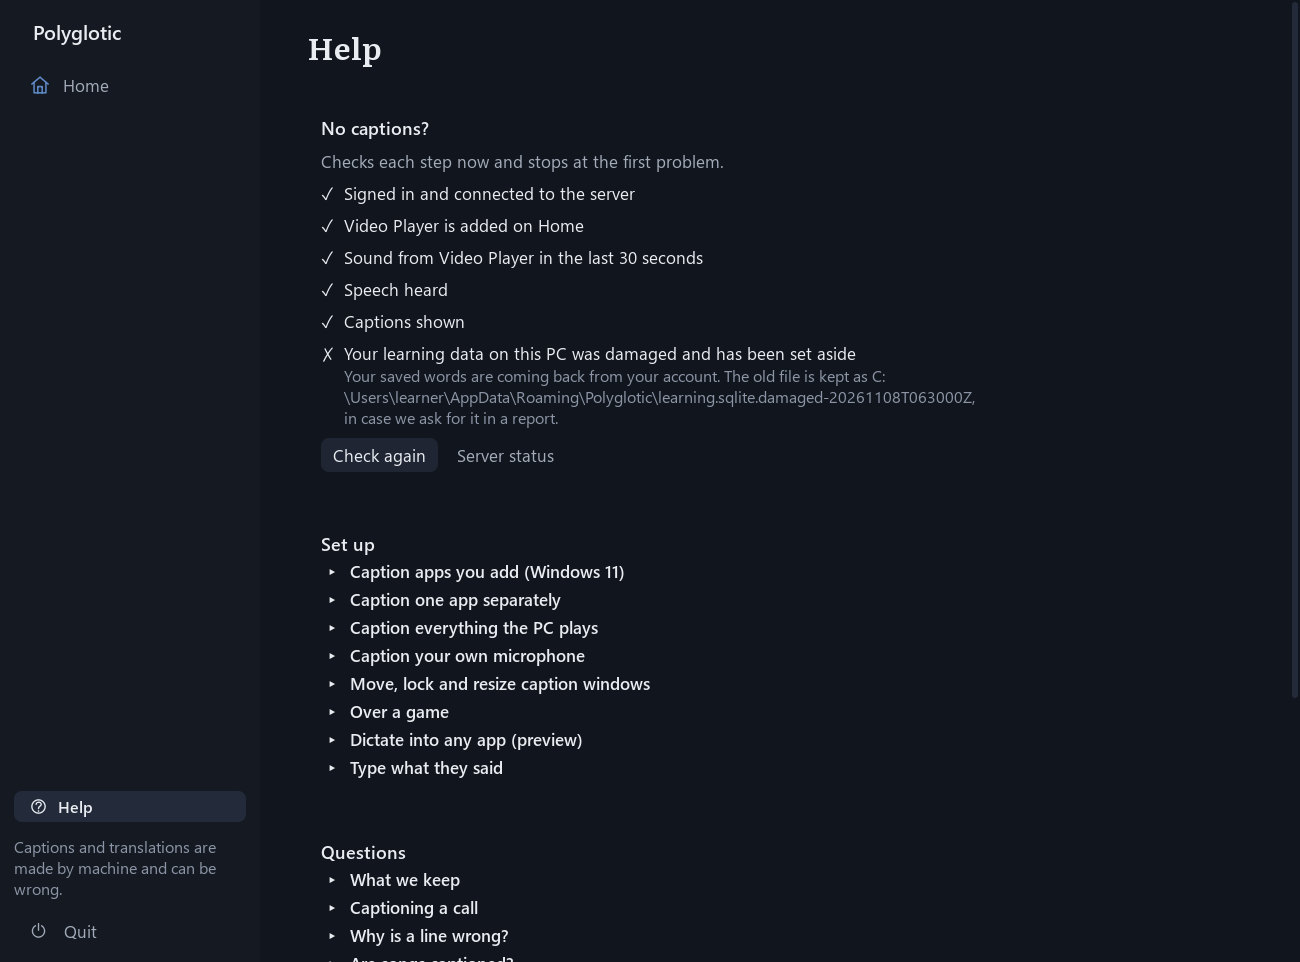 Polyglotic
Home
Help
No captions?
Checks each step now and stops at the first problem.
✓ Signed in and connected to the server
✓ Video Player is added on Home
✓ Sound from Video Player in the last 30 seconds
✓ Speech heard
✓ Captions shown
✗ Your learning data on this PC was damaged and has been set aside
Your saved words are coming back from your account. The old file is kept as C:
\Users\learner\AppData\Roaming\Polyglotic\learning.sqlite.damaged-20261108T063000Z,
in case we ask for it in a report.
Check again
Server status
Set up
Caption apps you add (Windows 11)
Caption one app separately
Caption everything the PC plays
Caption your own microphone
Move, lock and resize caption windows
Over a game
Dictate into any app (preview)
Type what they said
Questions
What we keep
Captioning a call
Why is a line wrong?
Are songs captioned?
Help
Captions and translations are
made by machine and can be
wrong.
Quit